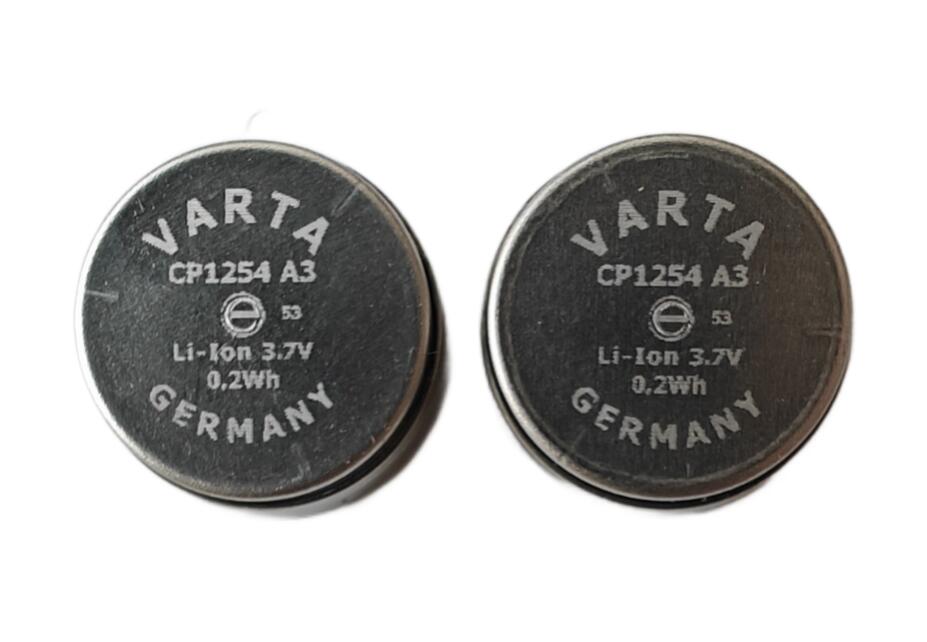 VARTA
CP1254 A3
53
Li-Ion 3.7V
0,2Wh
GERMANY
VARTA
CP1254 A3
53
Li-Ion 3.7V
0,2Wh
GERMANY